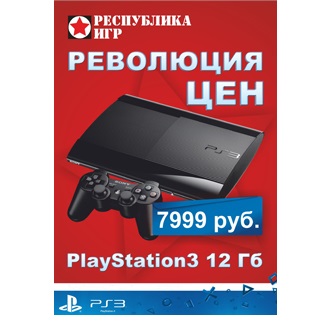 РЕСПУБЛИКА
ИГР
РЕВОЛЮЦИЯ
ЦЕН
PS3
7999 руб.
PlayStation3 12 Гб
PS3